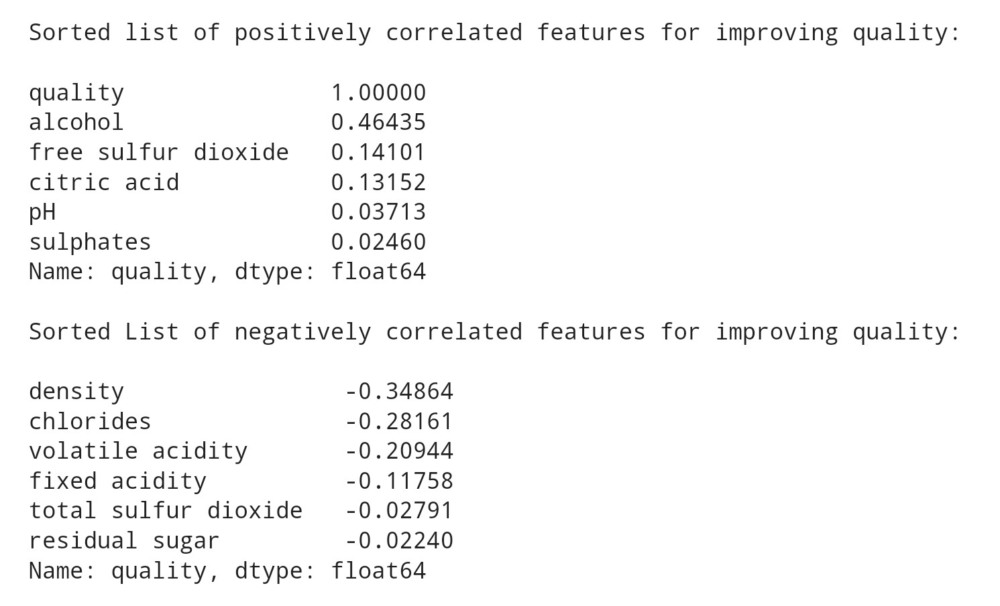 Sorted list of positively correlated features for improving quality:
quality 1.00000
alcohol 0.46435
free sulfur dioxide 0.14101
citric acid 0.13152
pH 0.03713
sulphates 0.02460
Name: quality, dtype: float64
Sorted List of negatively correlated features for improving quality:
density -0.34864
chlorides -0.28161
volatile acidity -0.20944
fixed acidity -0.11758
total sulfur dioxide -0.02791
residual sugar -0.02240
Name: quality, dtype: float64